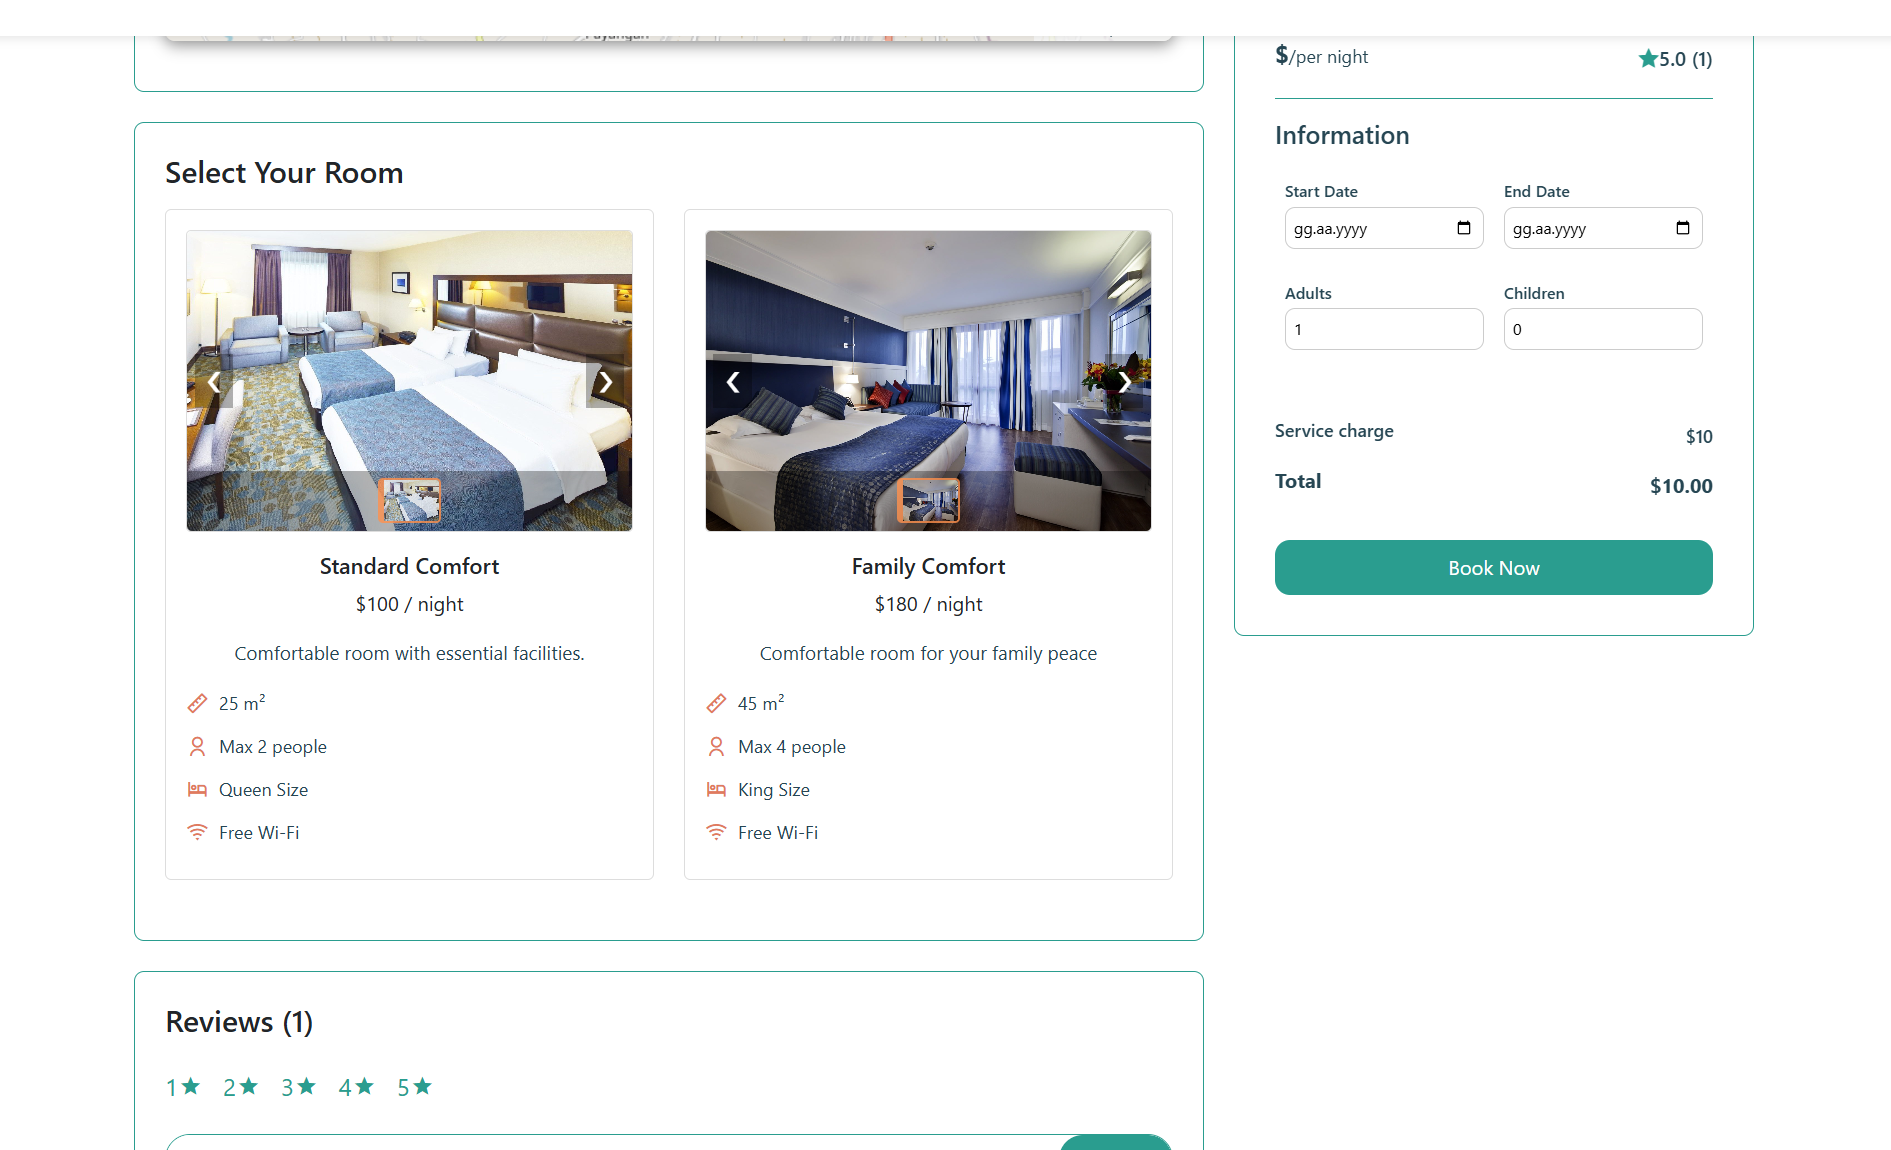 $/per night
5.0 (1)
Information
Start Date
End Date
gg.aa.yyyy
gg.aa.yyyy
Adults
Children
1
0
Service charge
$10
Total
$10.00
Book Now
Select Your Room
Standard Comfort
$100 / night
Comfortable room with essential facilities.
25 m²
Max 2 people
Queen Size
Free Wi-Fi
Family Comfort
$180 / night
Comfortable room for your family peace
45 m²
Max 4 people
King Size
Free Wi-Fi
Reviews (1)
1★ 2★ 3★ 4★ 5★